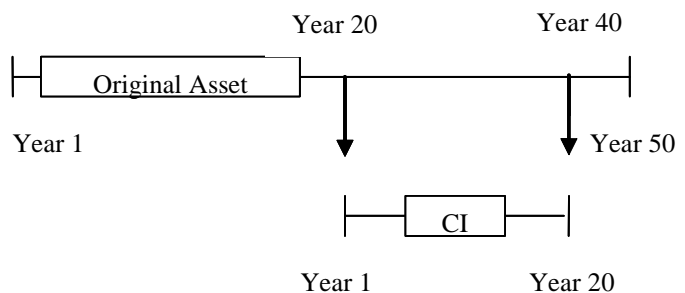 Year 20 Year 40
Original Asset
Year 1 Year 50
CI
Year 1 Year 20